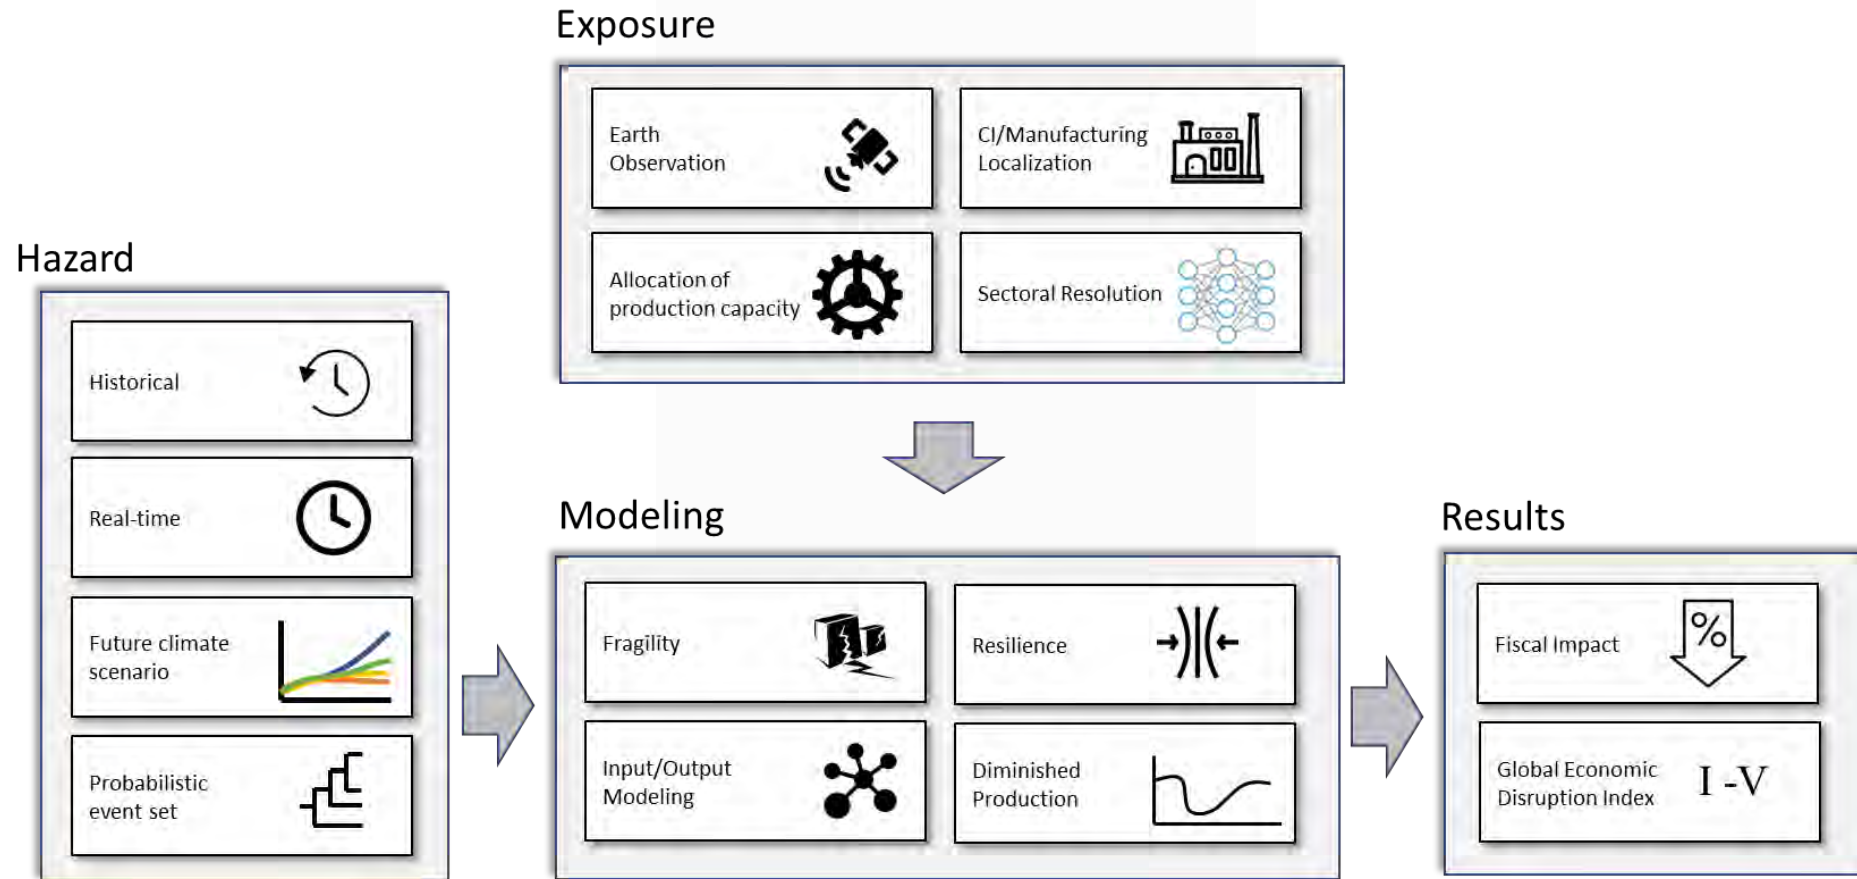 Exposure
Earth
Observation
CI/Manufacturing
Localization
Allocation of
production capacity
Sectoral Resolution
Hazard
Historical
Real-time
Future climate
scenario
Probabilistic
event set
Modeling
Fragility
Resilience
Input/Output
Modeling
Diminished
Production
Results
Fiscal Impact
%
Global Economic
Disruption Index
I -V